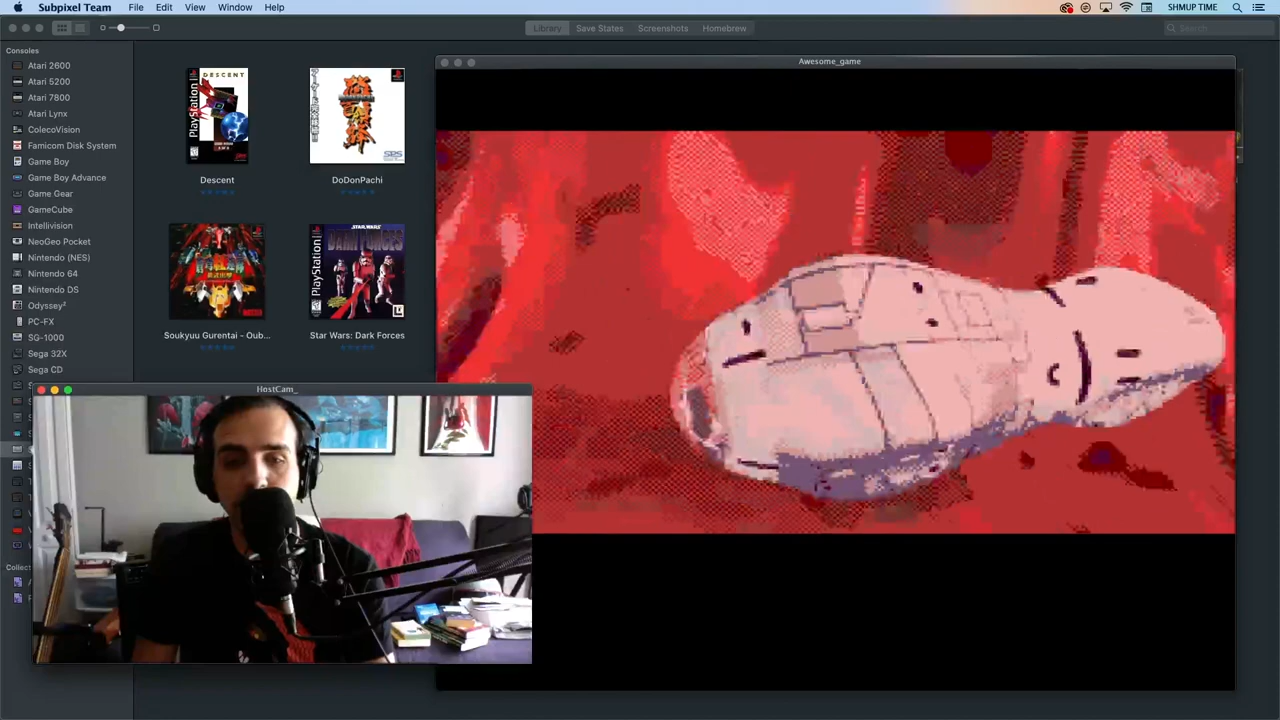 Subpixel Team File Edit View Window Help SHMUP TIME
Library Save States Screenshots Homebrew Search
Consoles
Atari 2600
Atari 5200
Atari 7800
Atari Lynx
ColecoVision
Famicom Disk System
Game Boy
Game Boy Advance
Game Gear
GameCube
Intellivision
NeoGeo Pocket
Nintendo (NES)
Nintendo 64
Nintendo DS
Odyssey²
PC-FX
SG-1000
Sega 32X
Sega CD
Collect
DESCENT
PlayStation
Descent
DoDonPachi
Soukyuu Gurentai - Oub...
STAR WARS
DARK FORCES
PlayStation
Star Wars: Dark Forces
Awesome_game
HostCam_